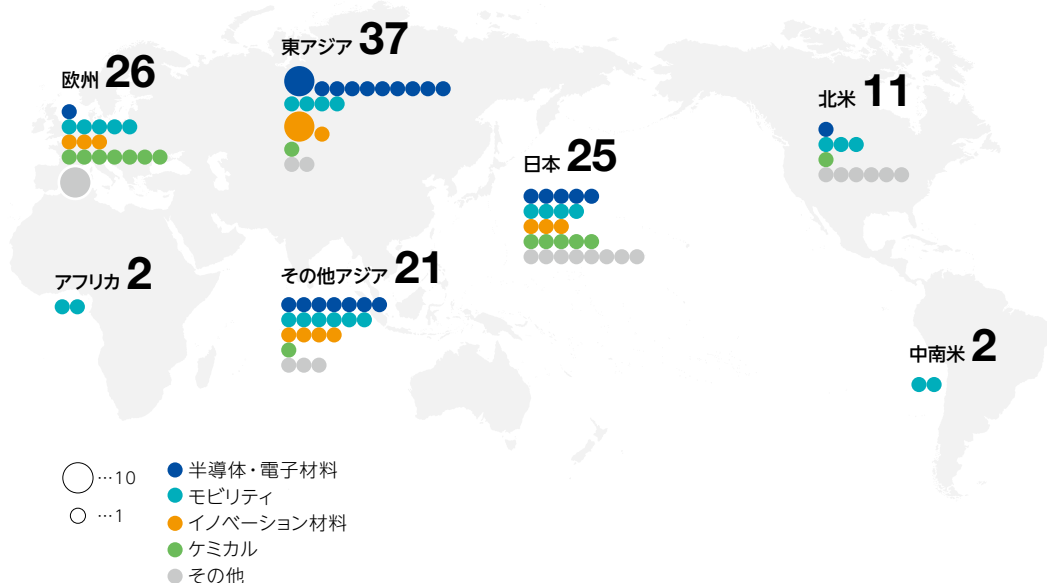 欧州 26
東アジア 37
北米 11
日本 25
アフリカ 2
その他アジア 21
中南米 2
…10
…1
半導体・電子材料
モビリティ
イノベーション材料
ケミカル
その他